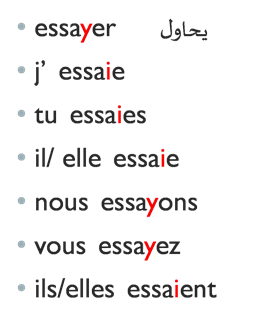 • essayer يحاول
• j’ essaie
• tu essaies
• il/ elle essaie
• nous essayons
• vous essayez
• ils/elles essaient